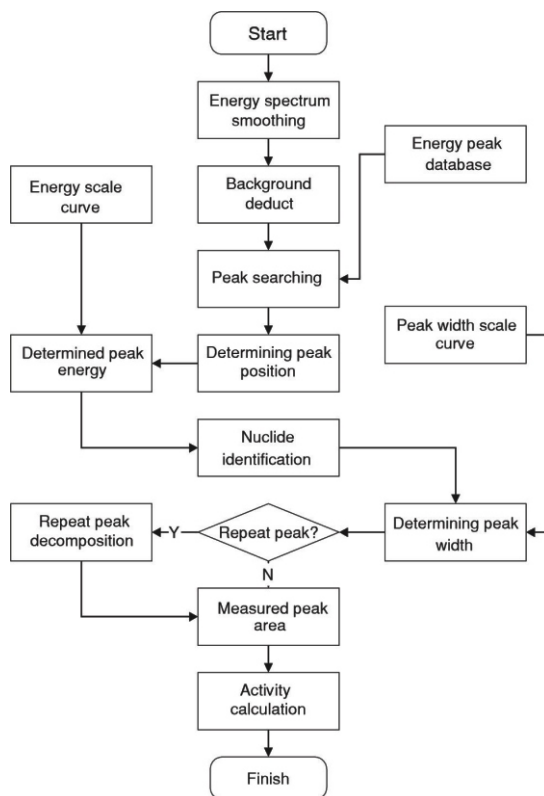 Start
Energy spectrum
smoothing
Energy peak
database
Energy scale
curve
Background
deduct
Peak searching
Peak width scale
curve
Determined peak
energy
Determining peak
position
Nuclide
identification
Repeat peak
decomposition
Y
Repeat peak?
Determining peak
width
N
Measured peak
area
Activity
calculation
Finish